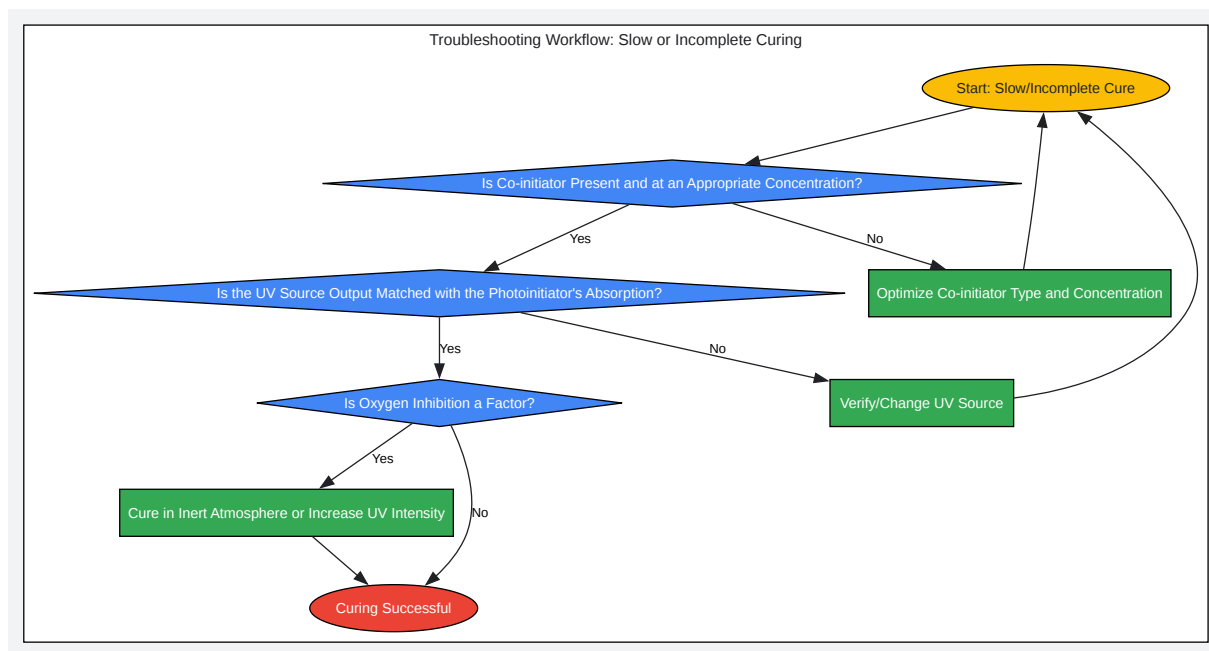 Troubleshooting Workflow: Slow or Incomplete Curing
Start: Slow/Incomplete Cure
Is Co-initiator Present and at an Appropriate Concentration?
Yes
No
Is the UV Source Output Matched with the Photoinitiator's Absorption?
Optimize Co-initiator Type and Concentration
Yes
No
Is Oxygen Inhibition a Factor?
Verify/Change UV Source
Yes
No
Cure in Inert Atmosphere or Increase UV Intensity
Curing Successful